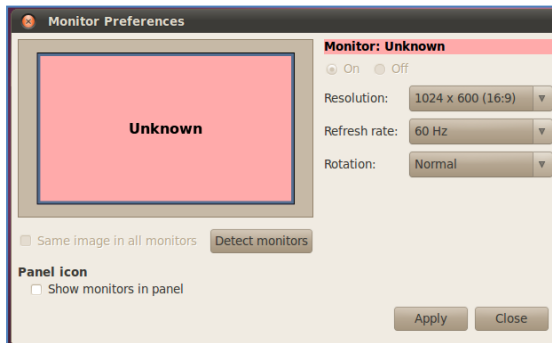 Monitor Preferences
Monitor: Unknown
On Off
Resolution: 1024 x 600 (16:9)
Unknown
Refresh rate: 60 Hz
Rotation: Normal
Same image in all monitors Detect monitors
Panel icon
Show monitors in panel
Apply Close